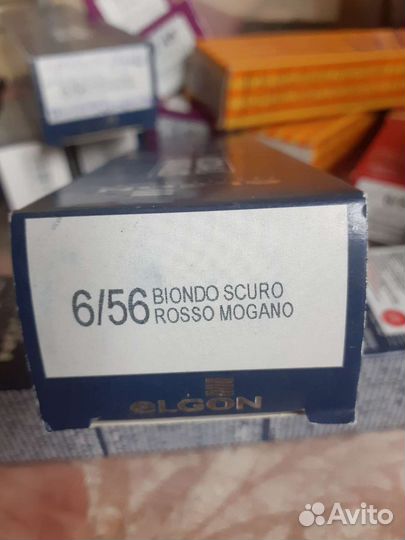 6/56 BIONDO SCURO
ROSSO MOGANO
eLGON
Avito